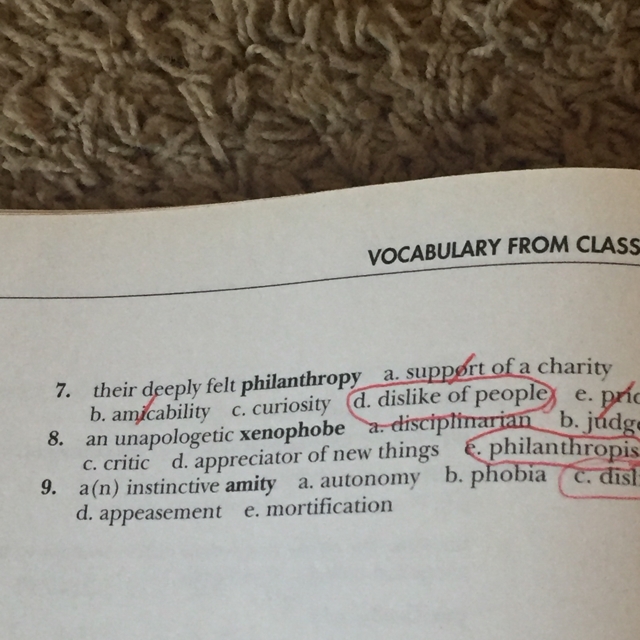 VOCABULARY FROM CLASS
7. their deeply felt philanthropy a. support of a charity
b. amicability c. curiosity d. dislike of people e.
8. an unapologetic xenophobe a. disciplinarian b.
c. critic d. appreciator of new things e. philanthropis
9. a(n) instinctive amity a. autonomy b. phobia c.
d. appeasement e. mortification